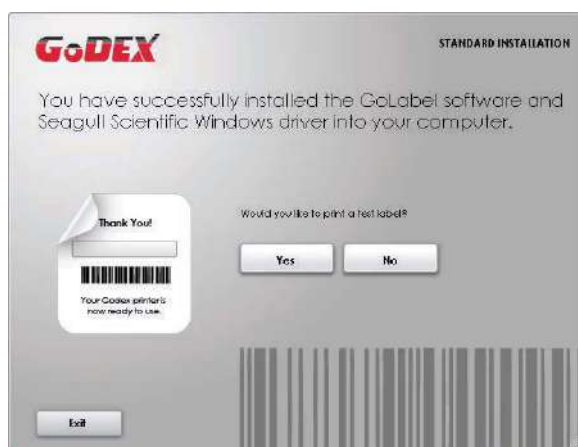 GoDEX
STANDARD INSTALLATION
You have successfully installed the GoLabel software and
Seagull Scientific Windows driver into your computer.
Thank You!
Would you like to print a test label?
Yes
No
Your Godex printer is
now ready to use.
Exit